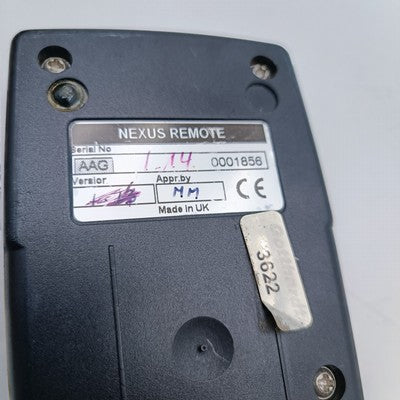 NEXUS REMOTE
Serial No
AAG 1.14 0001856
Version Appr.by
MM CE
Made in UK
3622